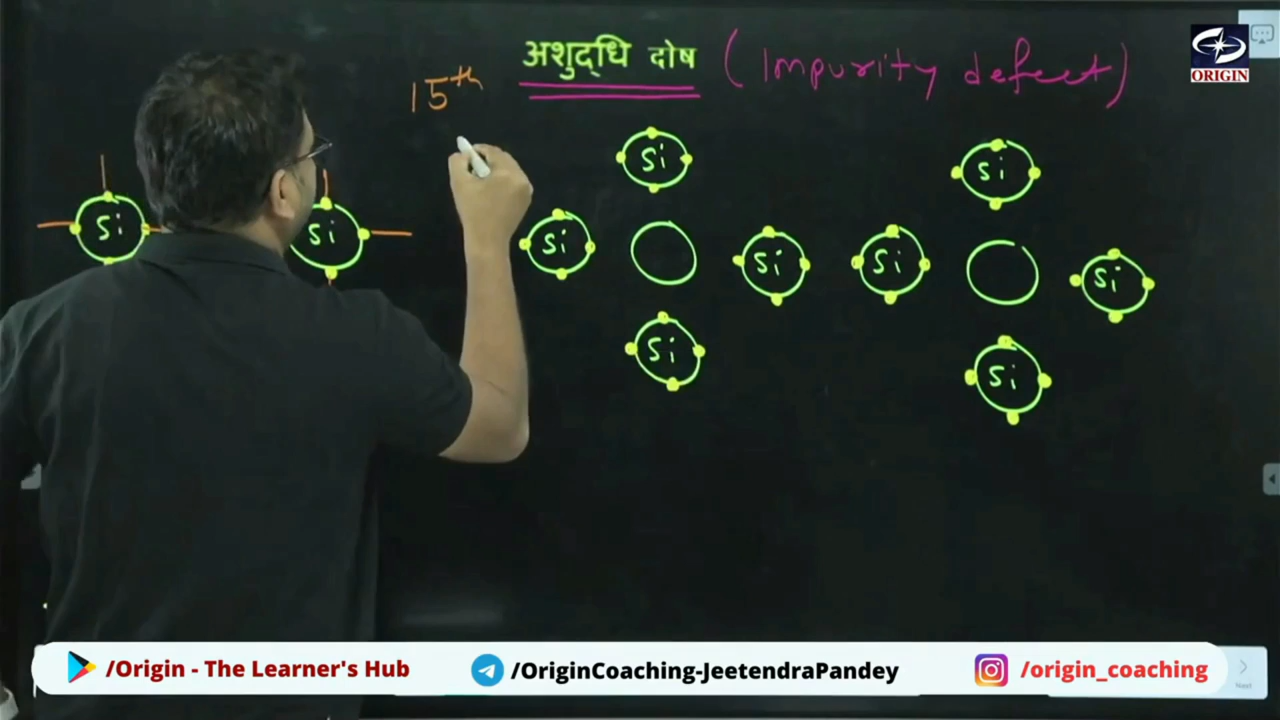 अशुद्धि दोष (Impurity defect)
ORIGIN
15th
Si
Si
Si
Si
Si
Si
Si
Si
Si
Si
/Origin - The Learner's Hub
/OriginCoaching-JeetendraPandey
/origin_coaching
Next